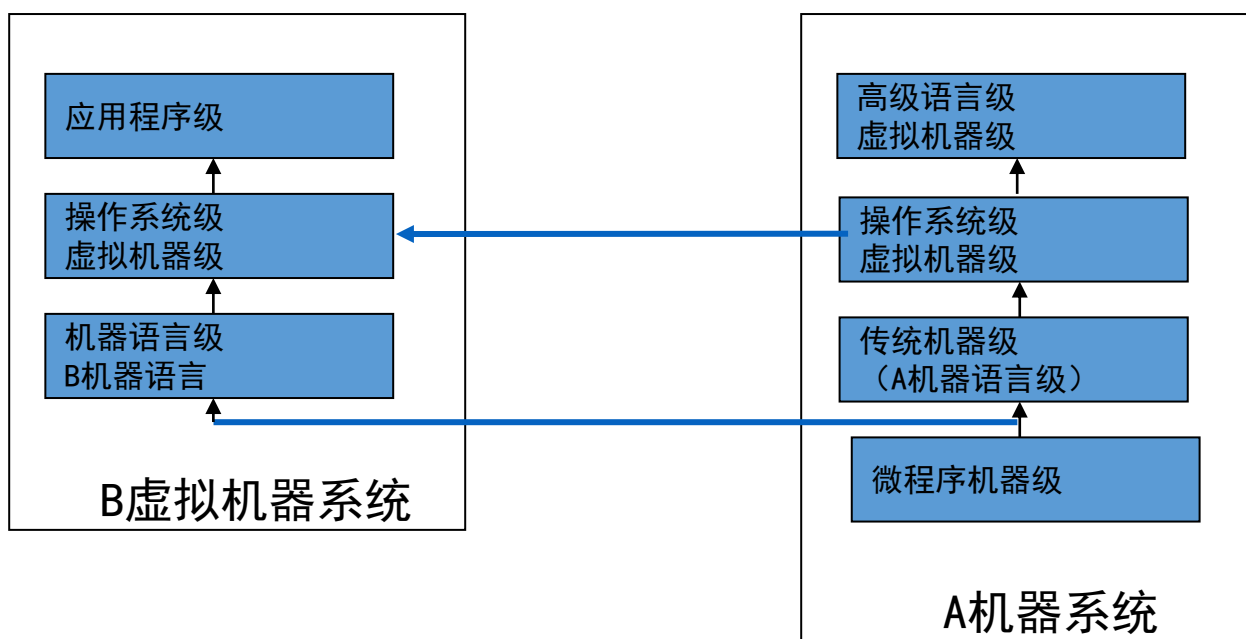 应用程序级
操作系统级
虚拟机器级
机器语言级
B机器语言
B虚拟机器系统
高级语言级
虚拟机器级
操作系统级
虚拟机器级
传统机器级
（A机器语言级）
微程序机器级
A机器系统